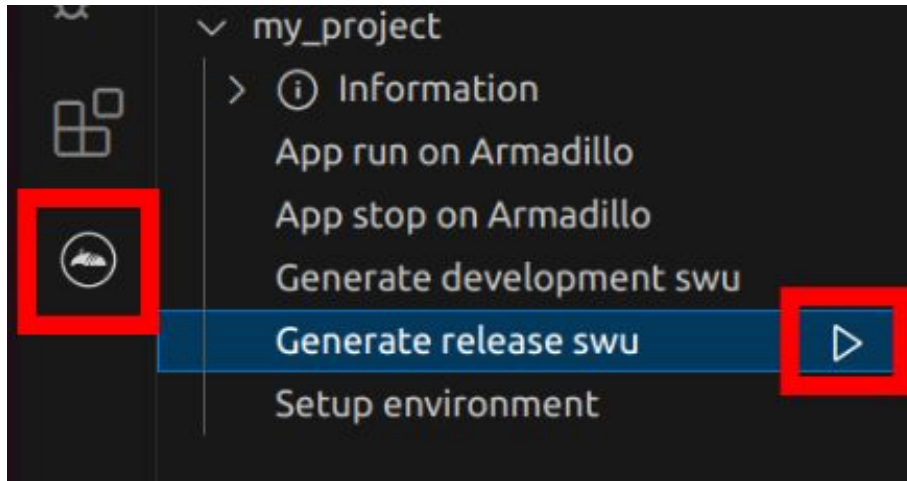 my_project
Information
App run on Armadillo
App stop on Armadillo
Generate development swu
Generate release swu
Setup environment